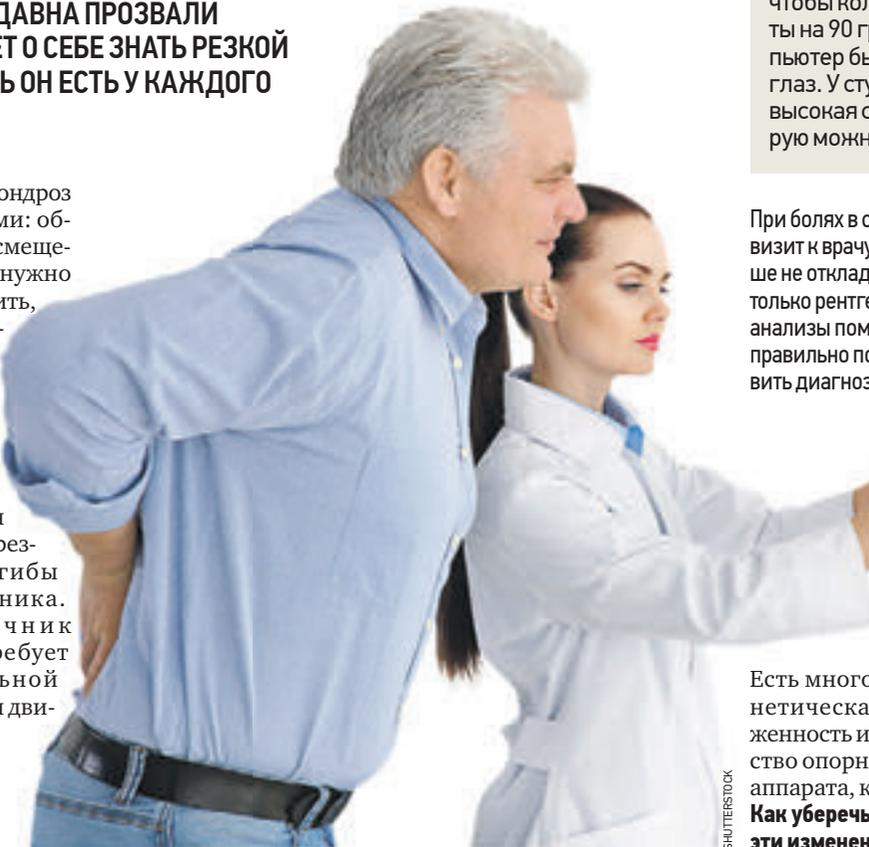 ДАВНА ПРОЗВАЛИ
ЕТ О СЕБЕ ЗНАТЬ РЕЗКОЙ
Ь ОН ЕСТЬ У КАЖДОГО
ондроз
ми: об-
смеще-
нужно
ить,
-
и
рез-
гибы
ника.
чник
ребует
ьной
и дви-
чтобы кол
ты на 90 гр
пьютер бы
глаз. У сту
высокая с
рую можн
При болях в с
визит к врачу
ше не отклад
только рентге
анализы пом
правильно по
вить диагноз
Есть много
нетическа
женность и
ство опорн
аппарата, к
Как уберечь
эти изменен
SHUTTERSTOCK